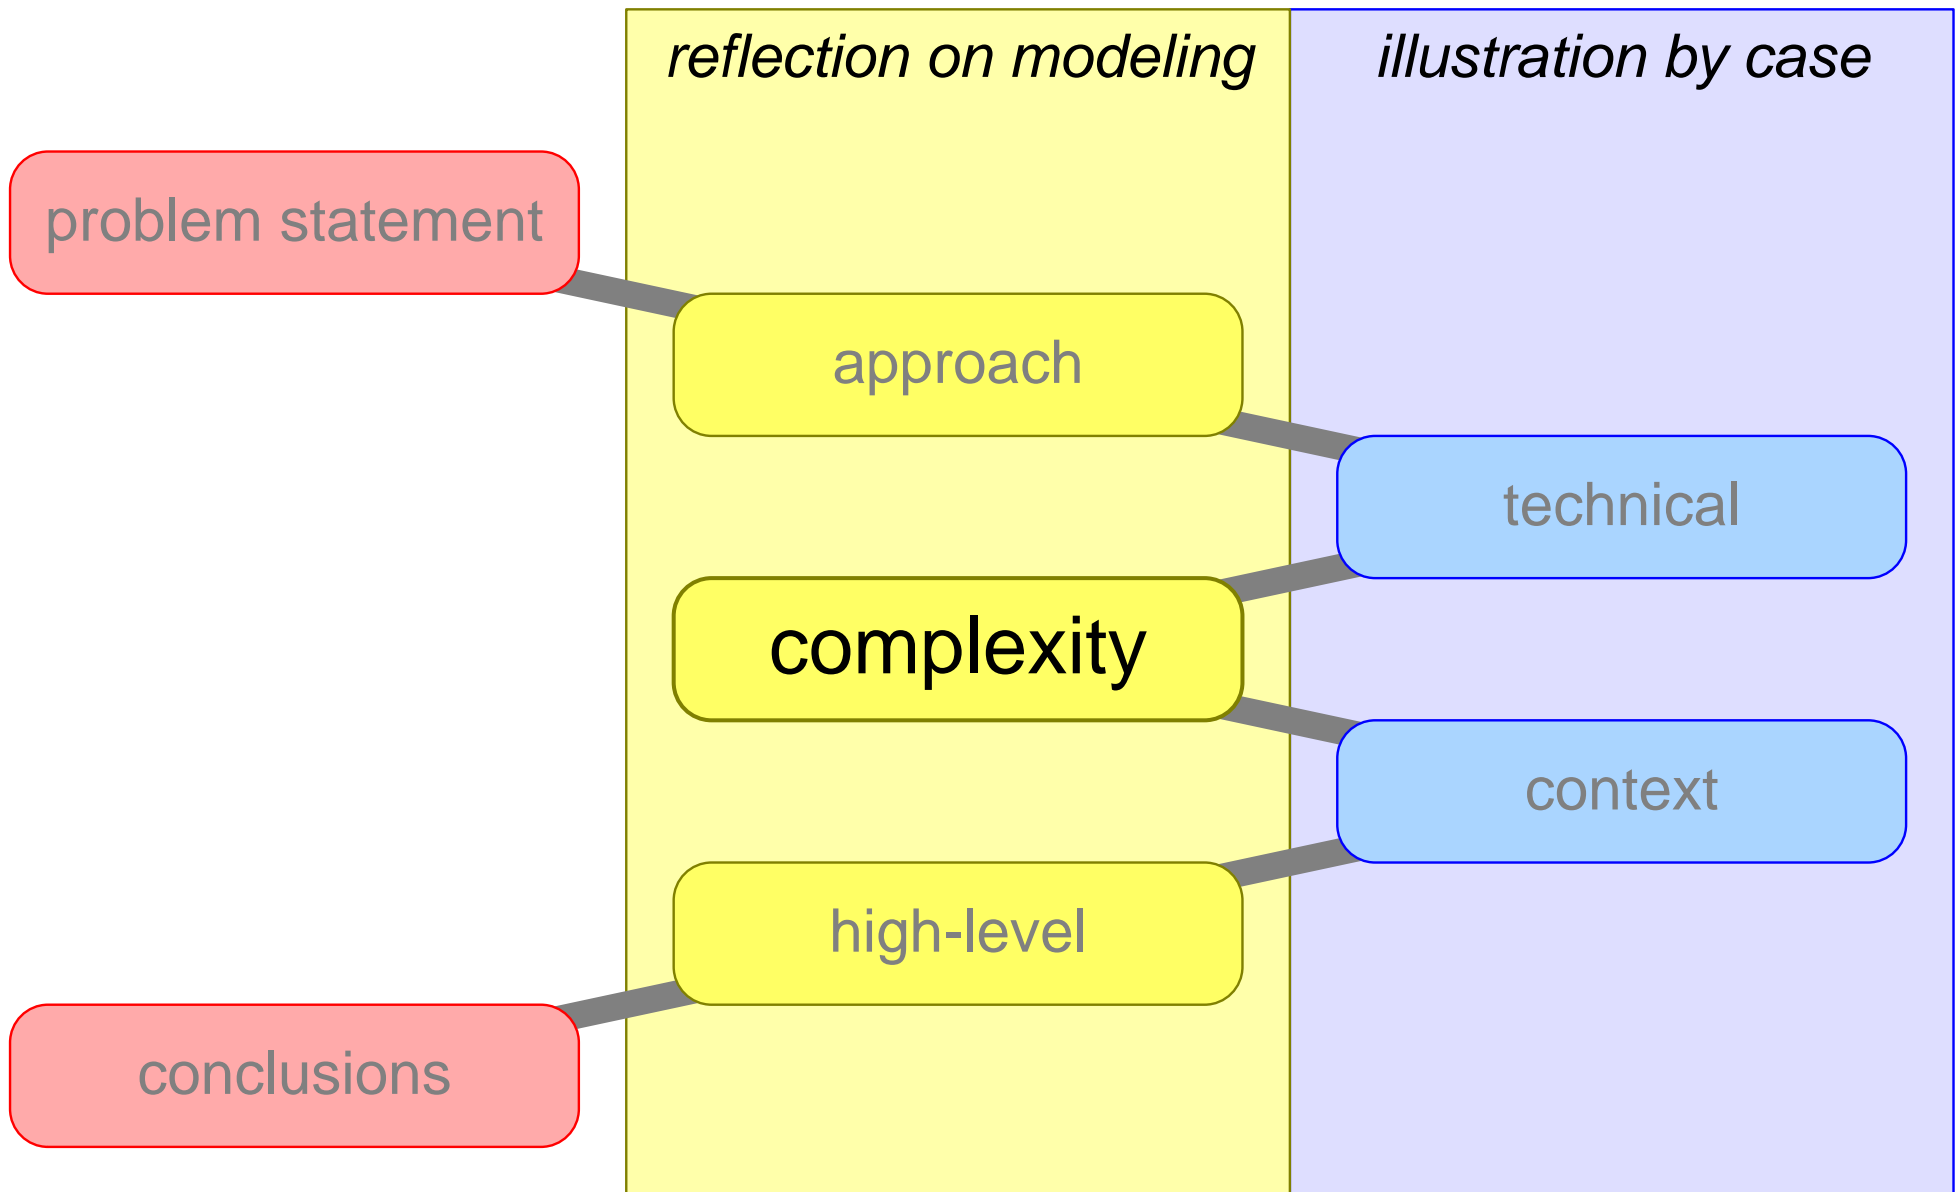 reflection on modeling
illustration by case
problem statement
approach
technical
complexity
context
high-level
conclusions